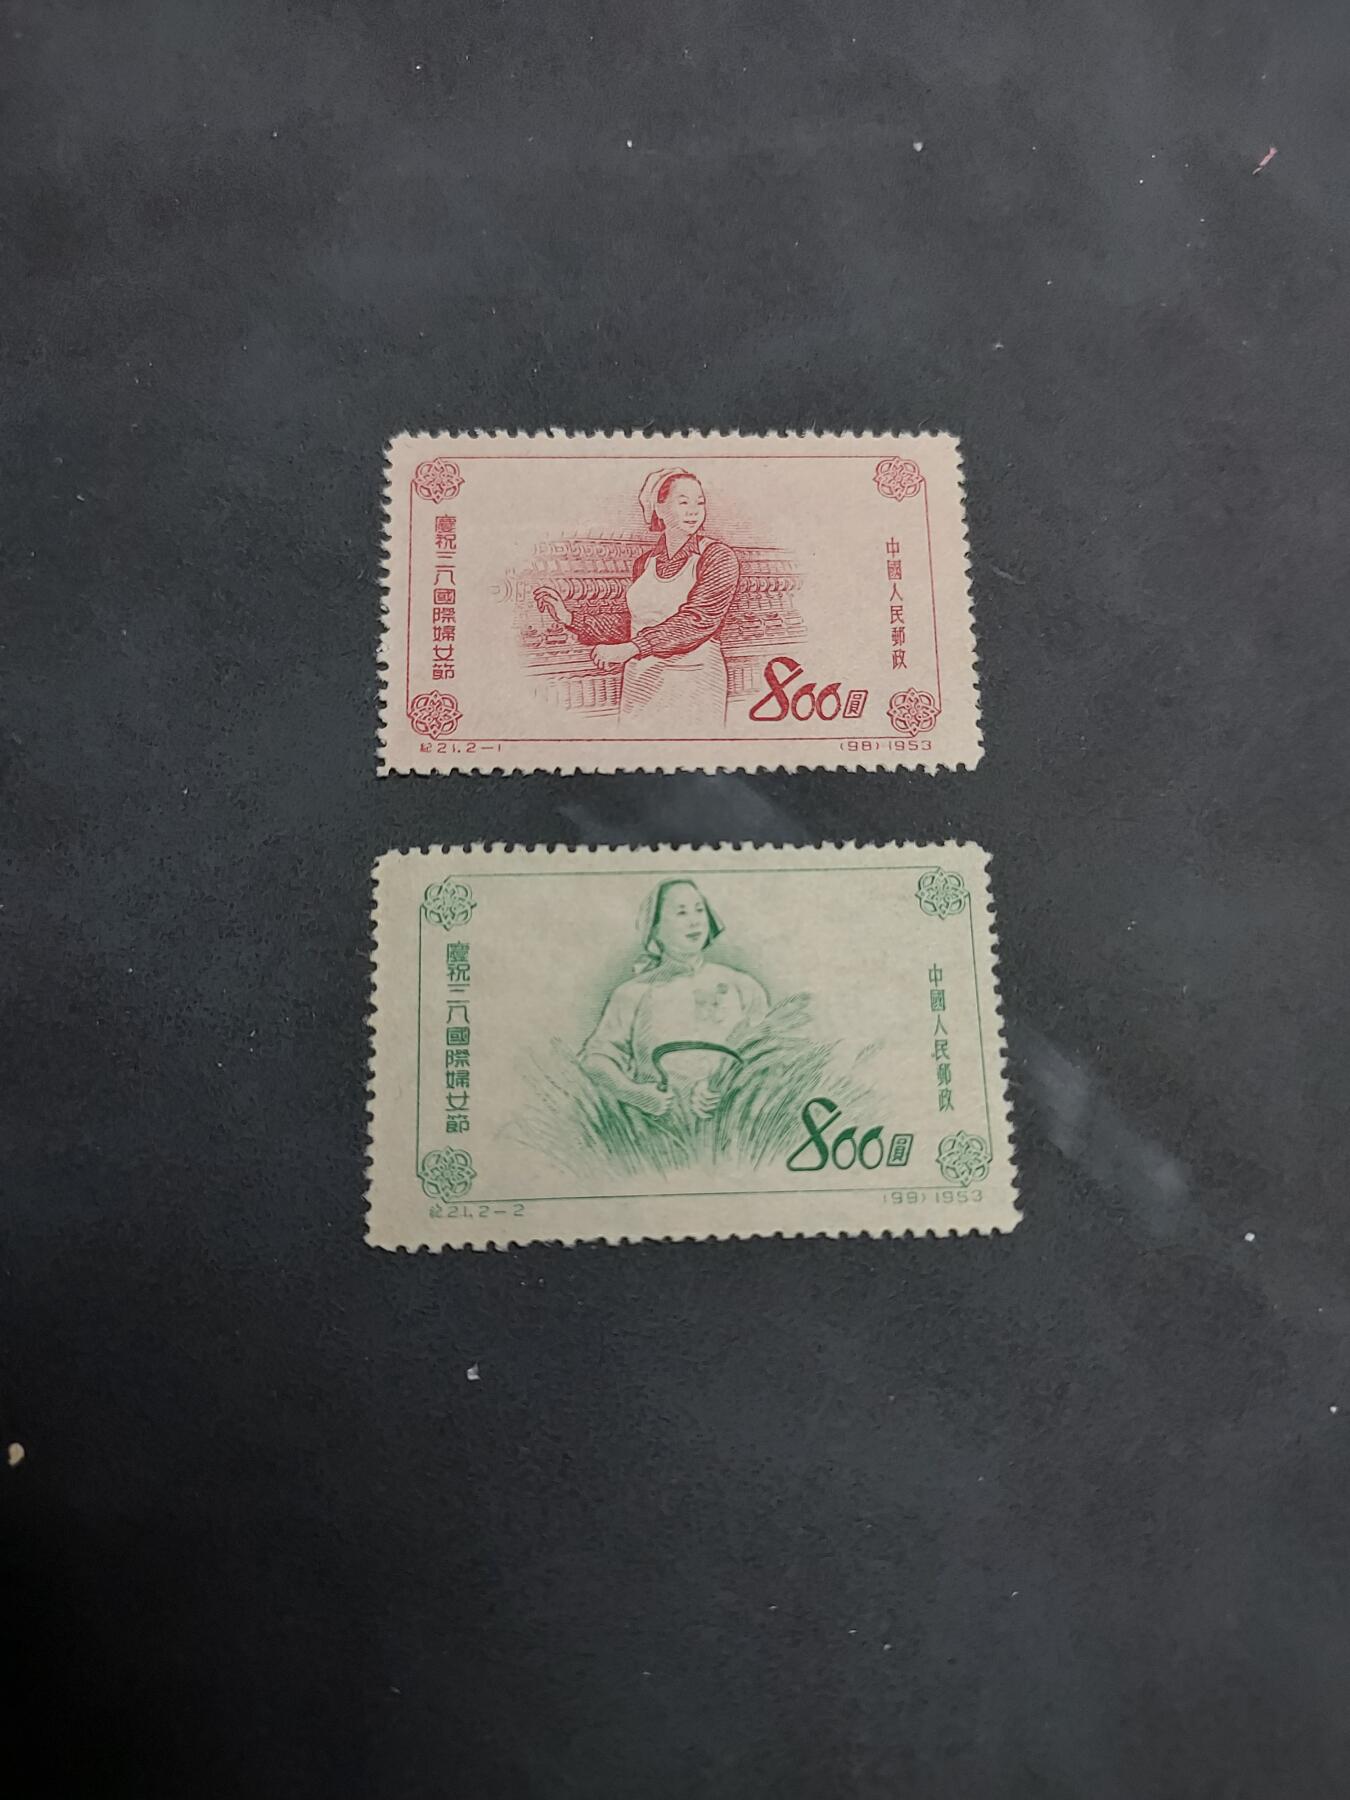 慶祝三八國際婦女節
中國人民郵政
800圓
紀21.2-1
(98)1953
慶祝三八國際婦女節
中國人民郵政
800圓
紀21.2-2
(99)1953